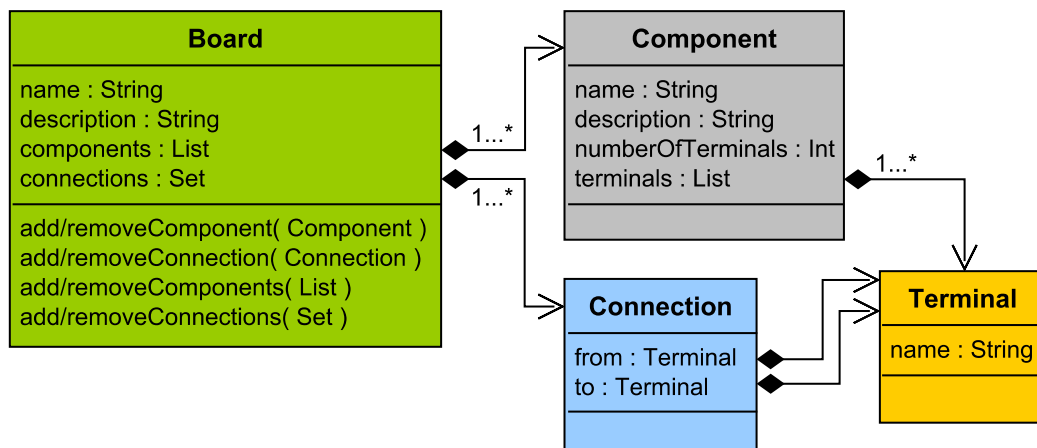 Board
name : String
description : String
components : List
connections : Set
add/removeComponent( Component )
add/removeConnection( Connection )
add/removeComponents( List )
add/removeConnections( Set )
1...*
1...*
Component
name : String
description : String
numberOfTerminals : Int
terminals : List
1...*
Connection
from : Terminal
to : Terminal
Terminal
name : String